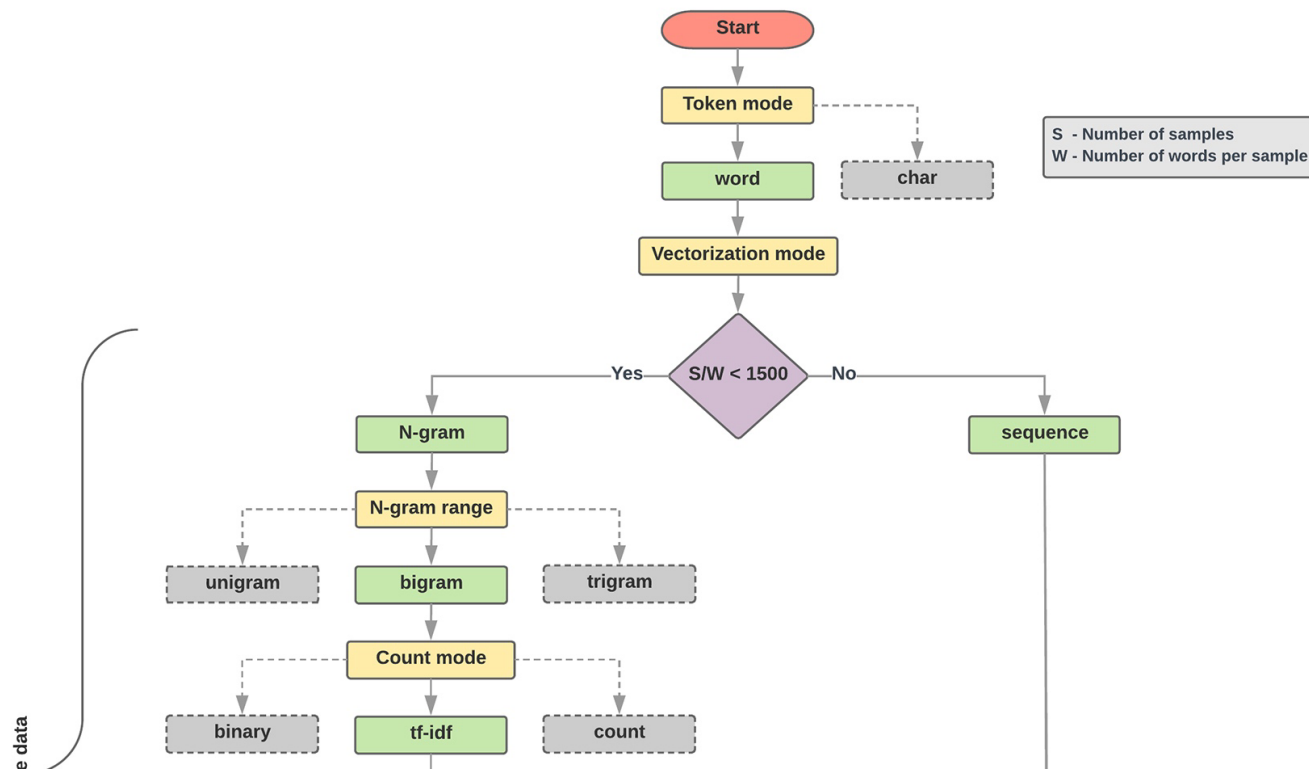 Start
Token mode
S - Number of samples
W - Number of words per sample
word
char
Vectorization mode
Yes
S/W < 1500
No
N-gram
sequence
N-gram range
unigram
bigram
trigram
Count mode
binary
tf-idf
count
e data